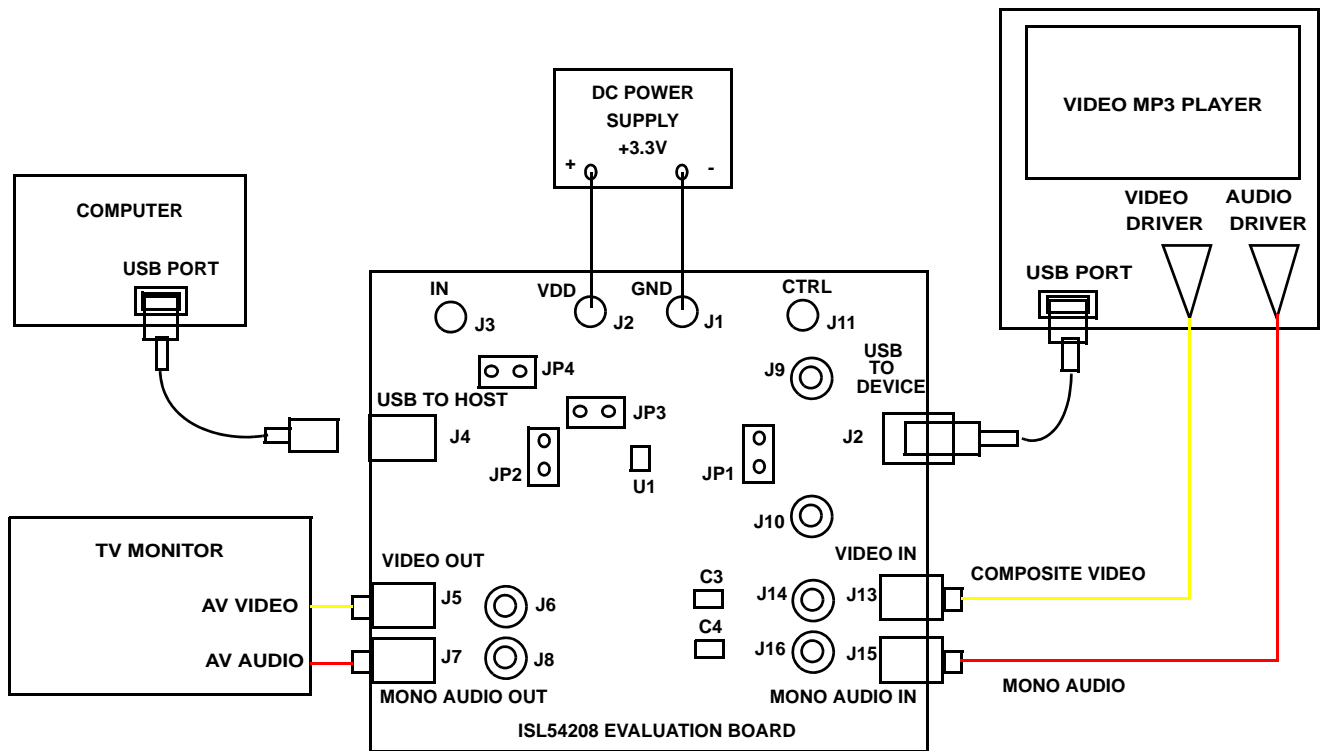 DC POWER
SUPPLY
+3.3V
+
-
VIDEO MP3 PLAYER
VIDEO
DRIVER
AUDIO
DRIVER
USB PORT
COMPUTER
USB PORT
IN
J3
VDD
J2
GND
J1
CTRL
J11
JP4
J9
USB
TO
DEVICE
USB TO HOST
J4
JP3
JP2
U1
JP1
J2
J10
TV MONITOR
AV VIDEO
AV AUDIO
VIDEO OUT
J5
J6
J7
J8
MONO AUDIO OUT
C3
C4
VIDEO IN
J14
J13
J16
J15
MONO AUDIO IN
COMPOSITE VIDEO
MONO AUDIO
ISL54208 EVALUATION BOARD